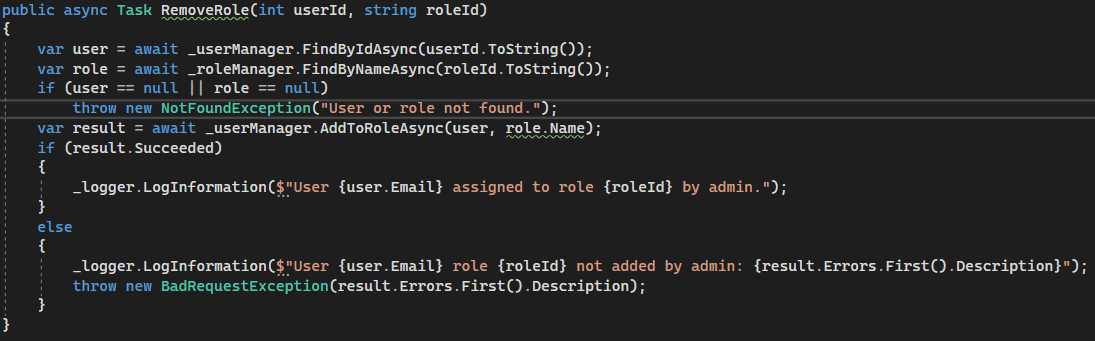 public async Task RemoveRole(int userId, string roleId)
{
    var user = await _userManager.FindByIdAsync(userId.ToString());
    var role = await _roleManager.FindByNameAsync(roleId.ToString());
    if (user == null || role == null)
        throw new NotFoundException("User or role not found.");
    var result = await _userManager.AddToRoleAsync(user, role.Name);
    if (result.Succeeded)
    {
        _logger.LogInformation($"User {user.Email} assigned to role {roleId} by admin.");
    }
    else
    {
        _logger.LogInformation($"User {user.Email} role {roleId} not added by admin: {result.Errors.First().Description}");
        throw new BadRequestException(result.Errors.First().Description);
    }
}